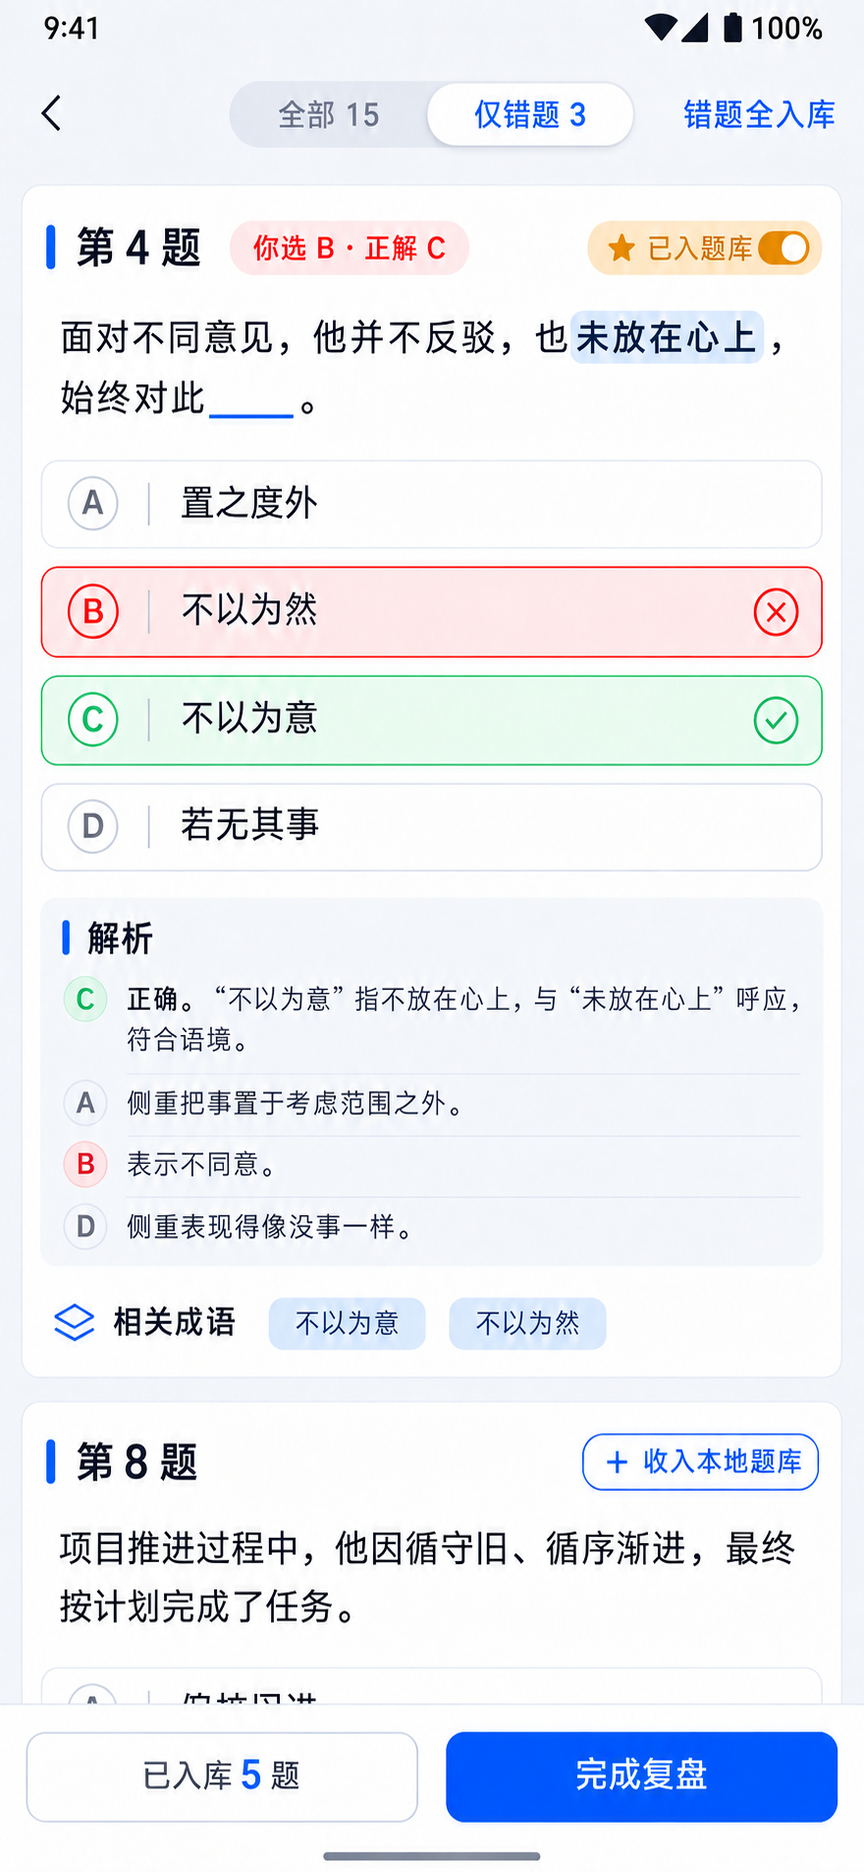 9:41 100%
全部 15 仅错题 3 错题全入库
第 4 题 你选 B · 正解 C 已入题库
面对不同意见，他并不反驳，也未放在心上，
始终对此____。
A 置之度外
B 不以为然
C 不以为意
D 若无其事
解析
C 正确。“不以为意”指不放在心上，与“未放在心上”呼应，
符合语境。
A 侧重把事置于考虑范围之外。
B 表示不同意。
D 侧重表现得像没事一样。
相关成语 不以为意 不以为然
第 8 题 + 收入本地题库
项目推进过程中，他因循守旧、循序渐进，最终
按计划完成了任务。
A
已入库 5 题 完成复盘